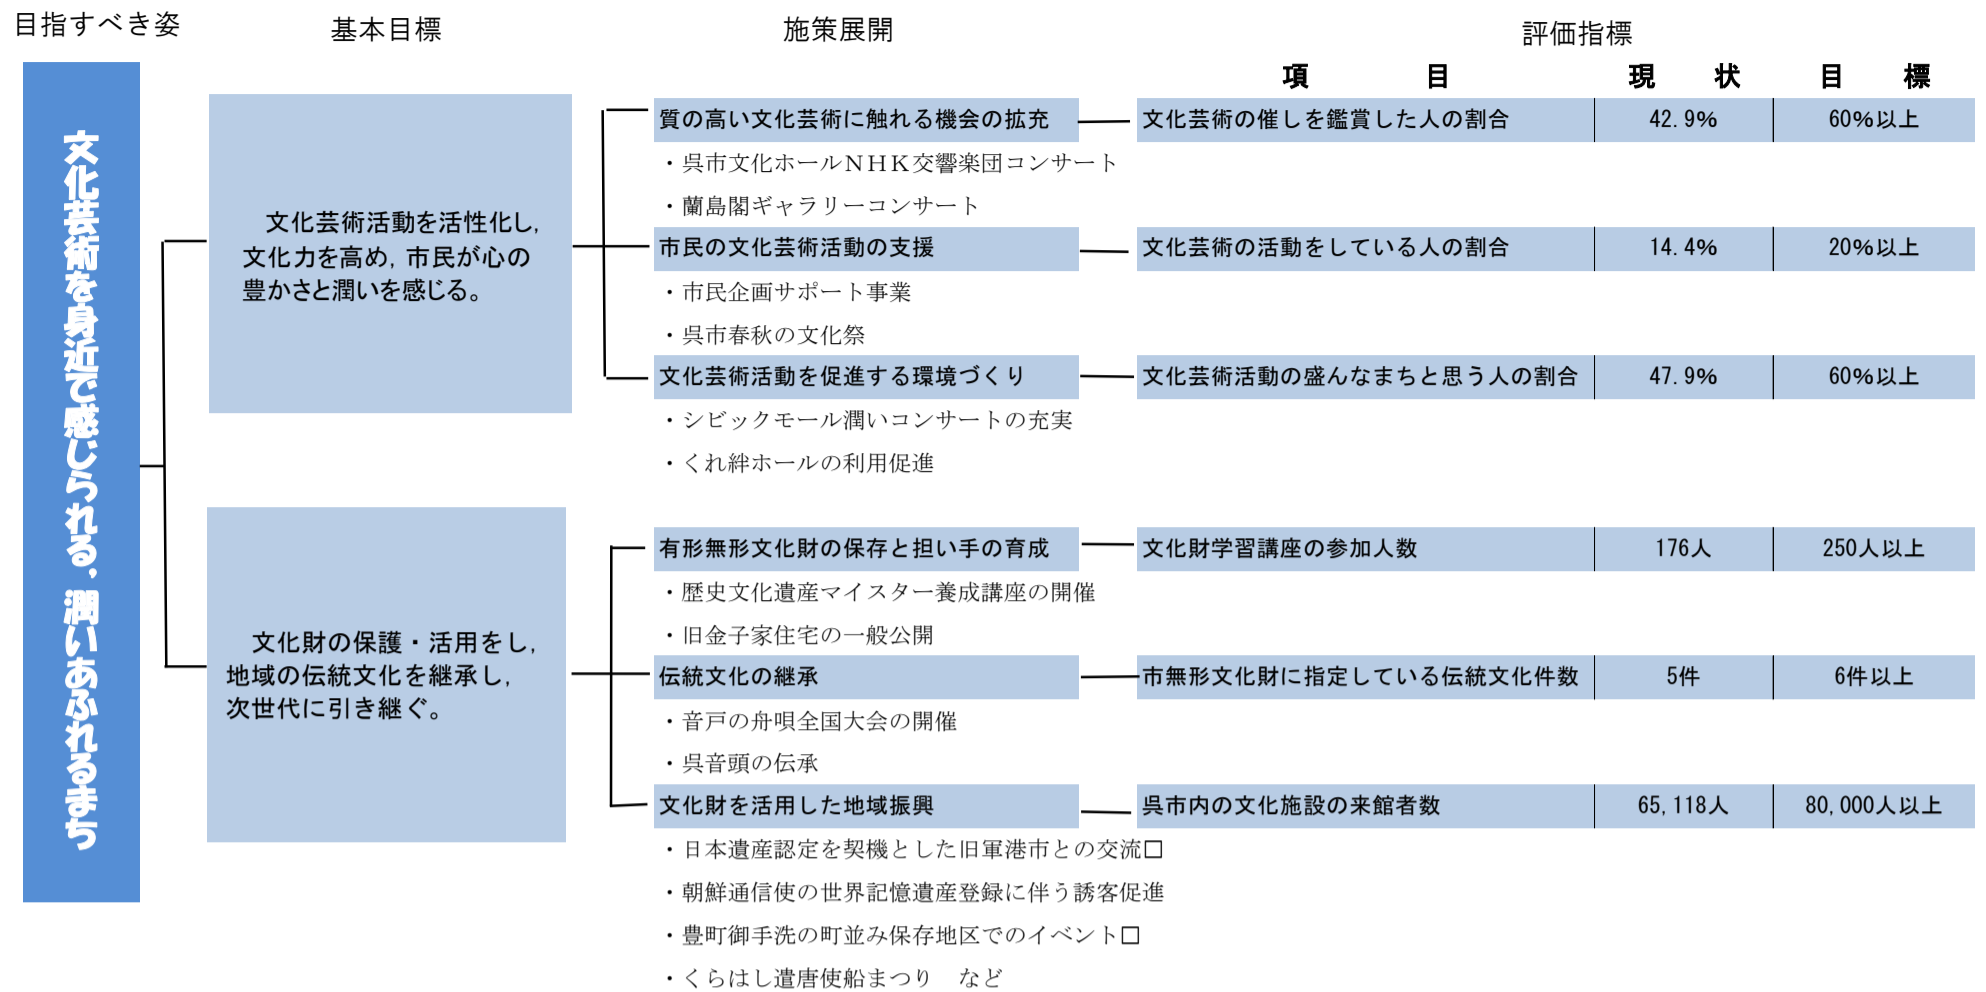 目指すべき姿
基本目標
施策展開
評価指標
項目
現状
目標
文化芸術を身近で感じられる，潤いあふれるまち
文化芸術活動を活性化し，
文化力を高め，市民が心の
豊かさと潤いを感じる。
質の高い文化芸術に触れる機会の拡充
文化芸術の催しを鑑賞した人の割合
42.9%
60%以上
・呉市文化ホールＮＨＫ交響楽団コンサート
・蘭島閣ギャラリーコンサート
市民の文化芸術活動の支援
文化芸術の活動をしている人の割合
14.4%
20%以上
・市民企画サポート事業
・呉市春秋の文化祭
文化芸術活動を促進する環境づくり
文化芸術活動の盛んなまちと思う人の割合
47.9%
60%以上
・シビックモール潤いコンサートの充実
・くれ絆ホールの利用促進
文化財の保護・活用をし，
地域の伝統文化を継承し，
次世代に引き継ぐ。
有形無形文化財の保存と担い手の育成
文化財学習講座の参加人数
176人
250人以上
・歴史文化遺産マイスター養成講座の開催
・旧金子家住宅の一般公開
伝統文化の継承
市無形文化財に指定している伝統文化件数
5件
6件以上
・音戸の舟唄全国大会の開催
・呉音頭の伝承
文化財を活用した地域振興
呉市内の文化施設の来館者数
65,118人
80,000人以上
・日本遺産認定を契機とした旧軍港市との交流□
・朝鮮通信使の世界記憶遺産登録に伴う誘客促進
・豊町御手洗の町並み保存地区でのイベント□
・くらはし遣唐使船まつり　など